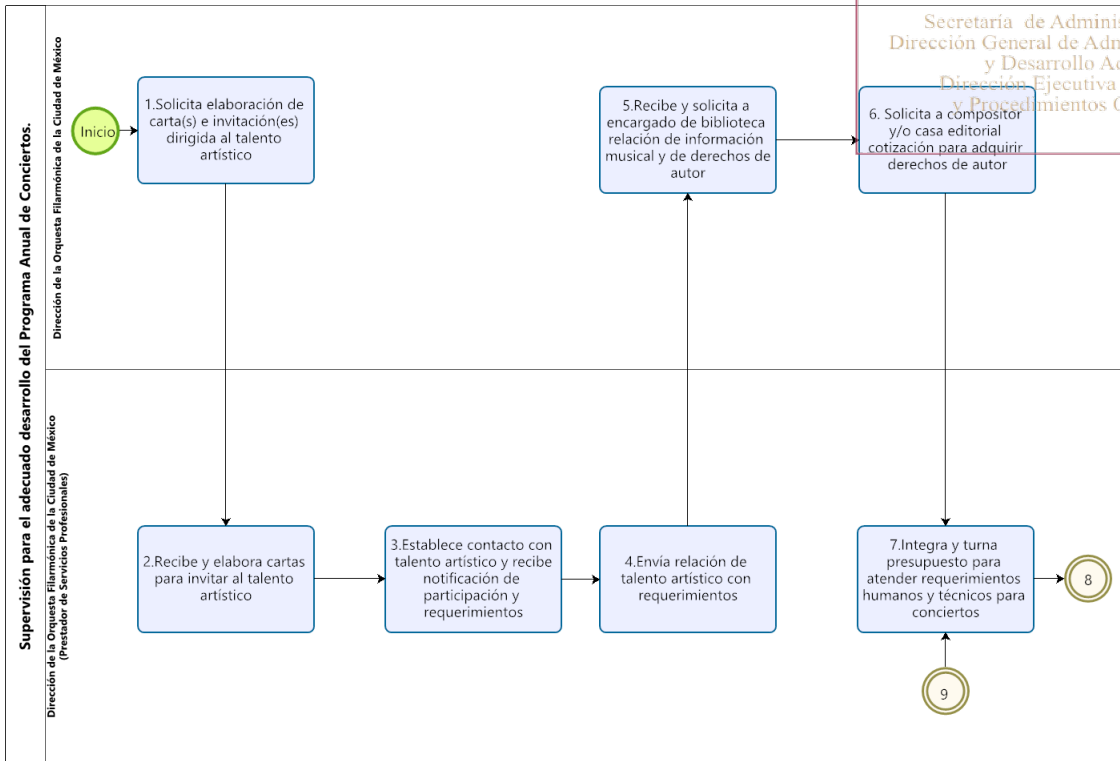 Secretaría de Adminis
Dirección General de Adm
y Desarrollo Ad
Dirección Ejecutiva
y Procedimientos O
Supervisión para el adecuado desarrollo del Programa Anual de Conciertos.
Dirección de la Orquesta Filarmónica de la Ciudad de México
Inicio
1.Solicita elaboración de
carta(s) e invitación(es)
dirigida al talento
artístico
5.Recibe y solicita a
encargado de biblioteca
relación de información
musical y de derechos de
autor
6. Solicita a compositor
y/o casa editorial
cotización para adquirir
derechos de autor
Dirección de la Orquesta Filarmónica de la Ciudad de México
(Prestador de Servicios Profesionales)
2.Recibe y elabora cartas
para invitar al talento
artístico
3.Establece contacto con
talento artístico y recibe
notificación de
participación y
requerimientos
4.Envía relación de
talento artístico con
requerimientos
7.Integra y turna
presupuesto para
atender requerimientos
humanos y técnicos para
conciertos
8
9